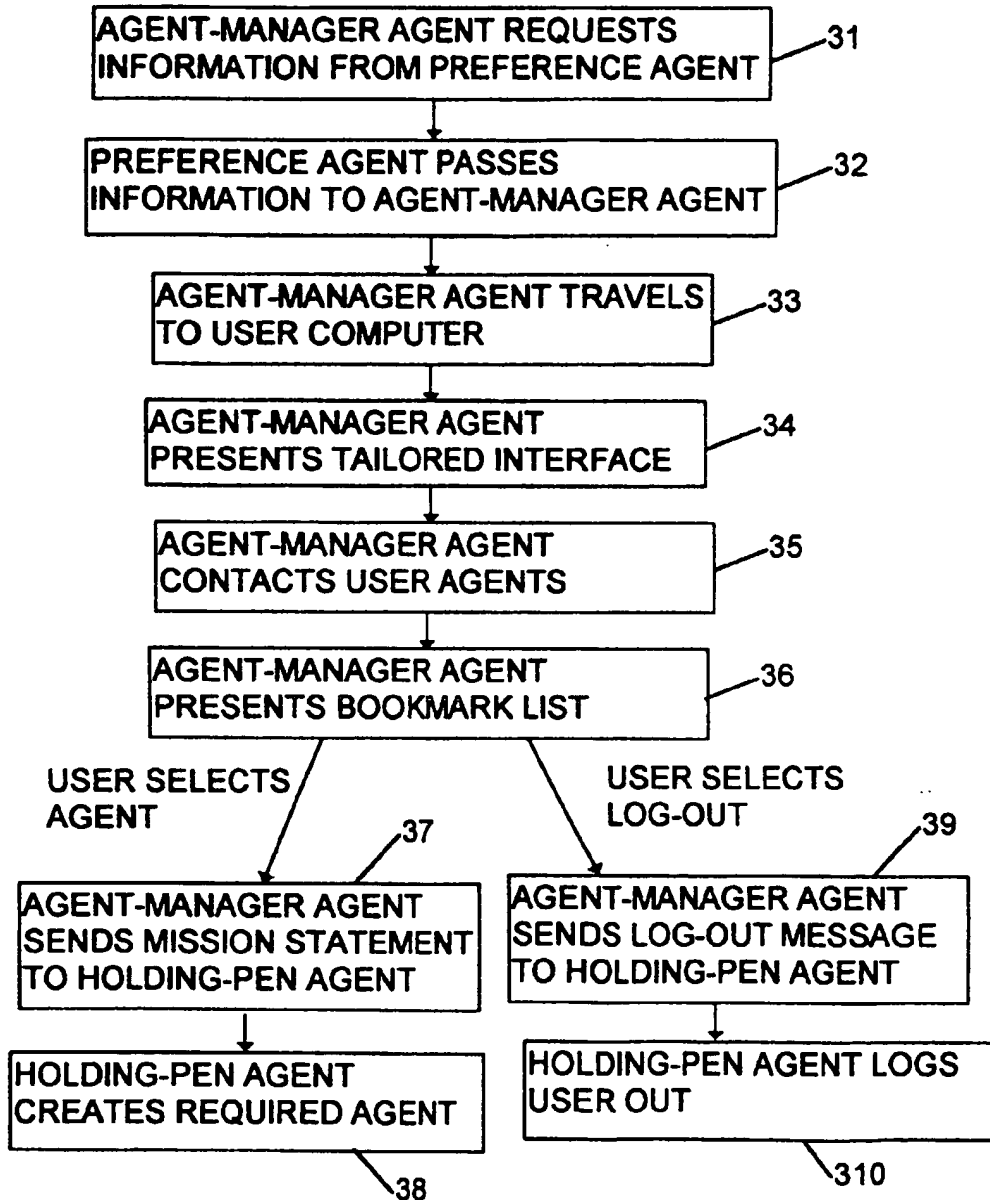 AGENT-MANAGER AGENT REQUESTS
INFORMATION FROM PREFERENCE AGENT
31
PREFERENCE AGENT PASSES
INFORMATION TO AGENT-MANAGER AGENT
32
AGENT-MANAGER AGENT TRAVELS
TO USER COMPUTER
33
AGENT-MANAGER AGENT
PRESENTS TAILORED INTERFACE
34
AGENT-MANAGER AGENT
CONTACTS USER AGENTS
35
AGENT-MANAGER AGENT
PRESENTS BOOKMARK LIST
36
USER SELECTS
AGENT
USER SELECTS
LOG-OUT
37
AGENT-MANAGER AGENT
SENDS MISSION STATEMENT
TO HOLDING-PEN AGENT
39
AGENT-MANAGER AGENT
SENDS LOG-OUT MESSAGE
TO HOLDING-PEN AGENT
HOLDING-PEN AGENT
CREATES REQUIRED AGENT
38
HOLDING-PEN AGENT LOGS
USER OUT
310